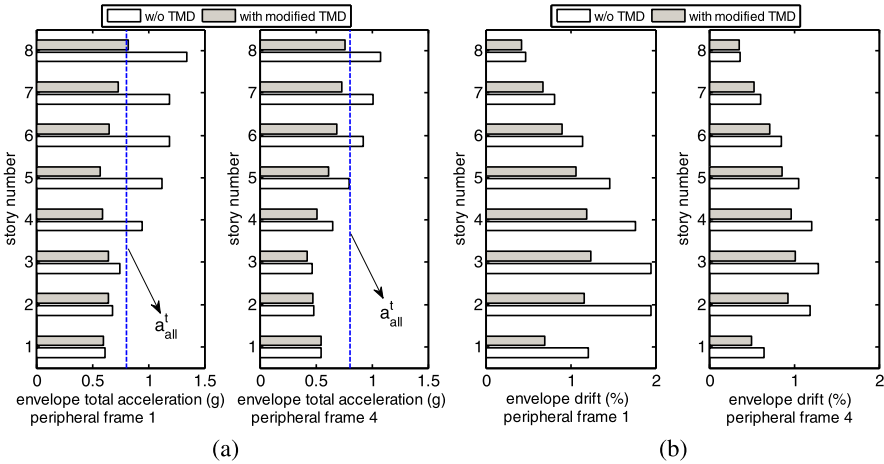 w/o TMD with modified TMD
w/o TMD with modified TMD
story number
8
7
6
5
4
3
2
1
0 0.5 1 1.5
a^t_all
envelope total acceleration (g)
peripheral frame 1
story number
8
7
6
5
4
3
2
1
0 0.5 1 1.5
a^t_all
envelope total acceleration (g)
peripheral frame 4
(a)
story number
8
7
6
5
4
3
2
1
0 1 2
envelope drift (%)
peripheral frame 1
story number
8
7
6
5
4
3
2
1
0 1 2
envelope drift (%)
peripheral frame 4
(b)